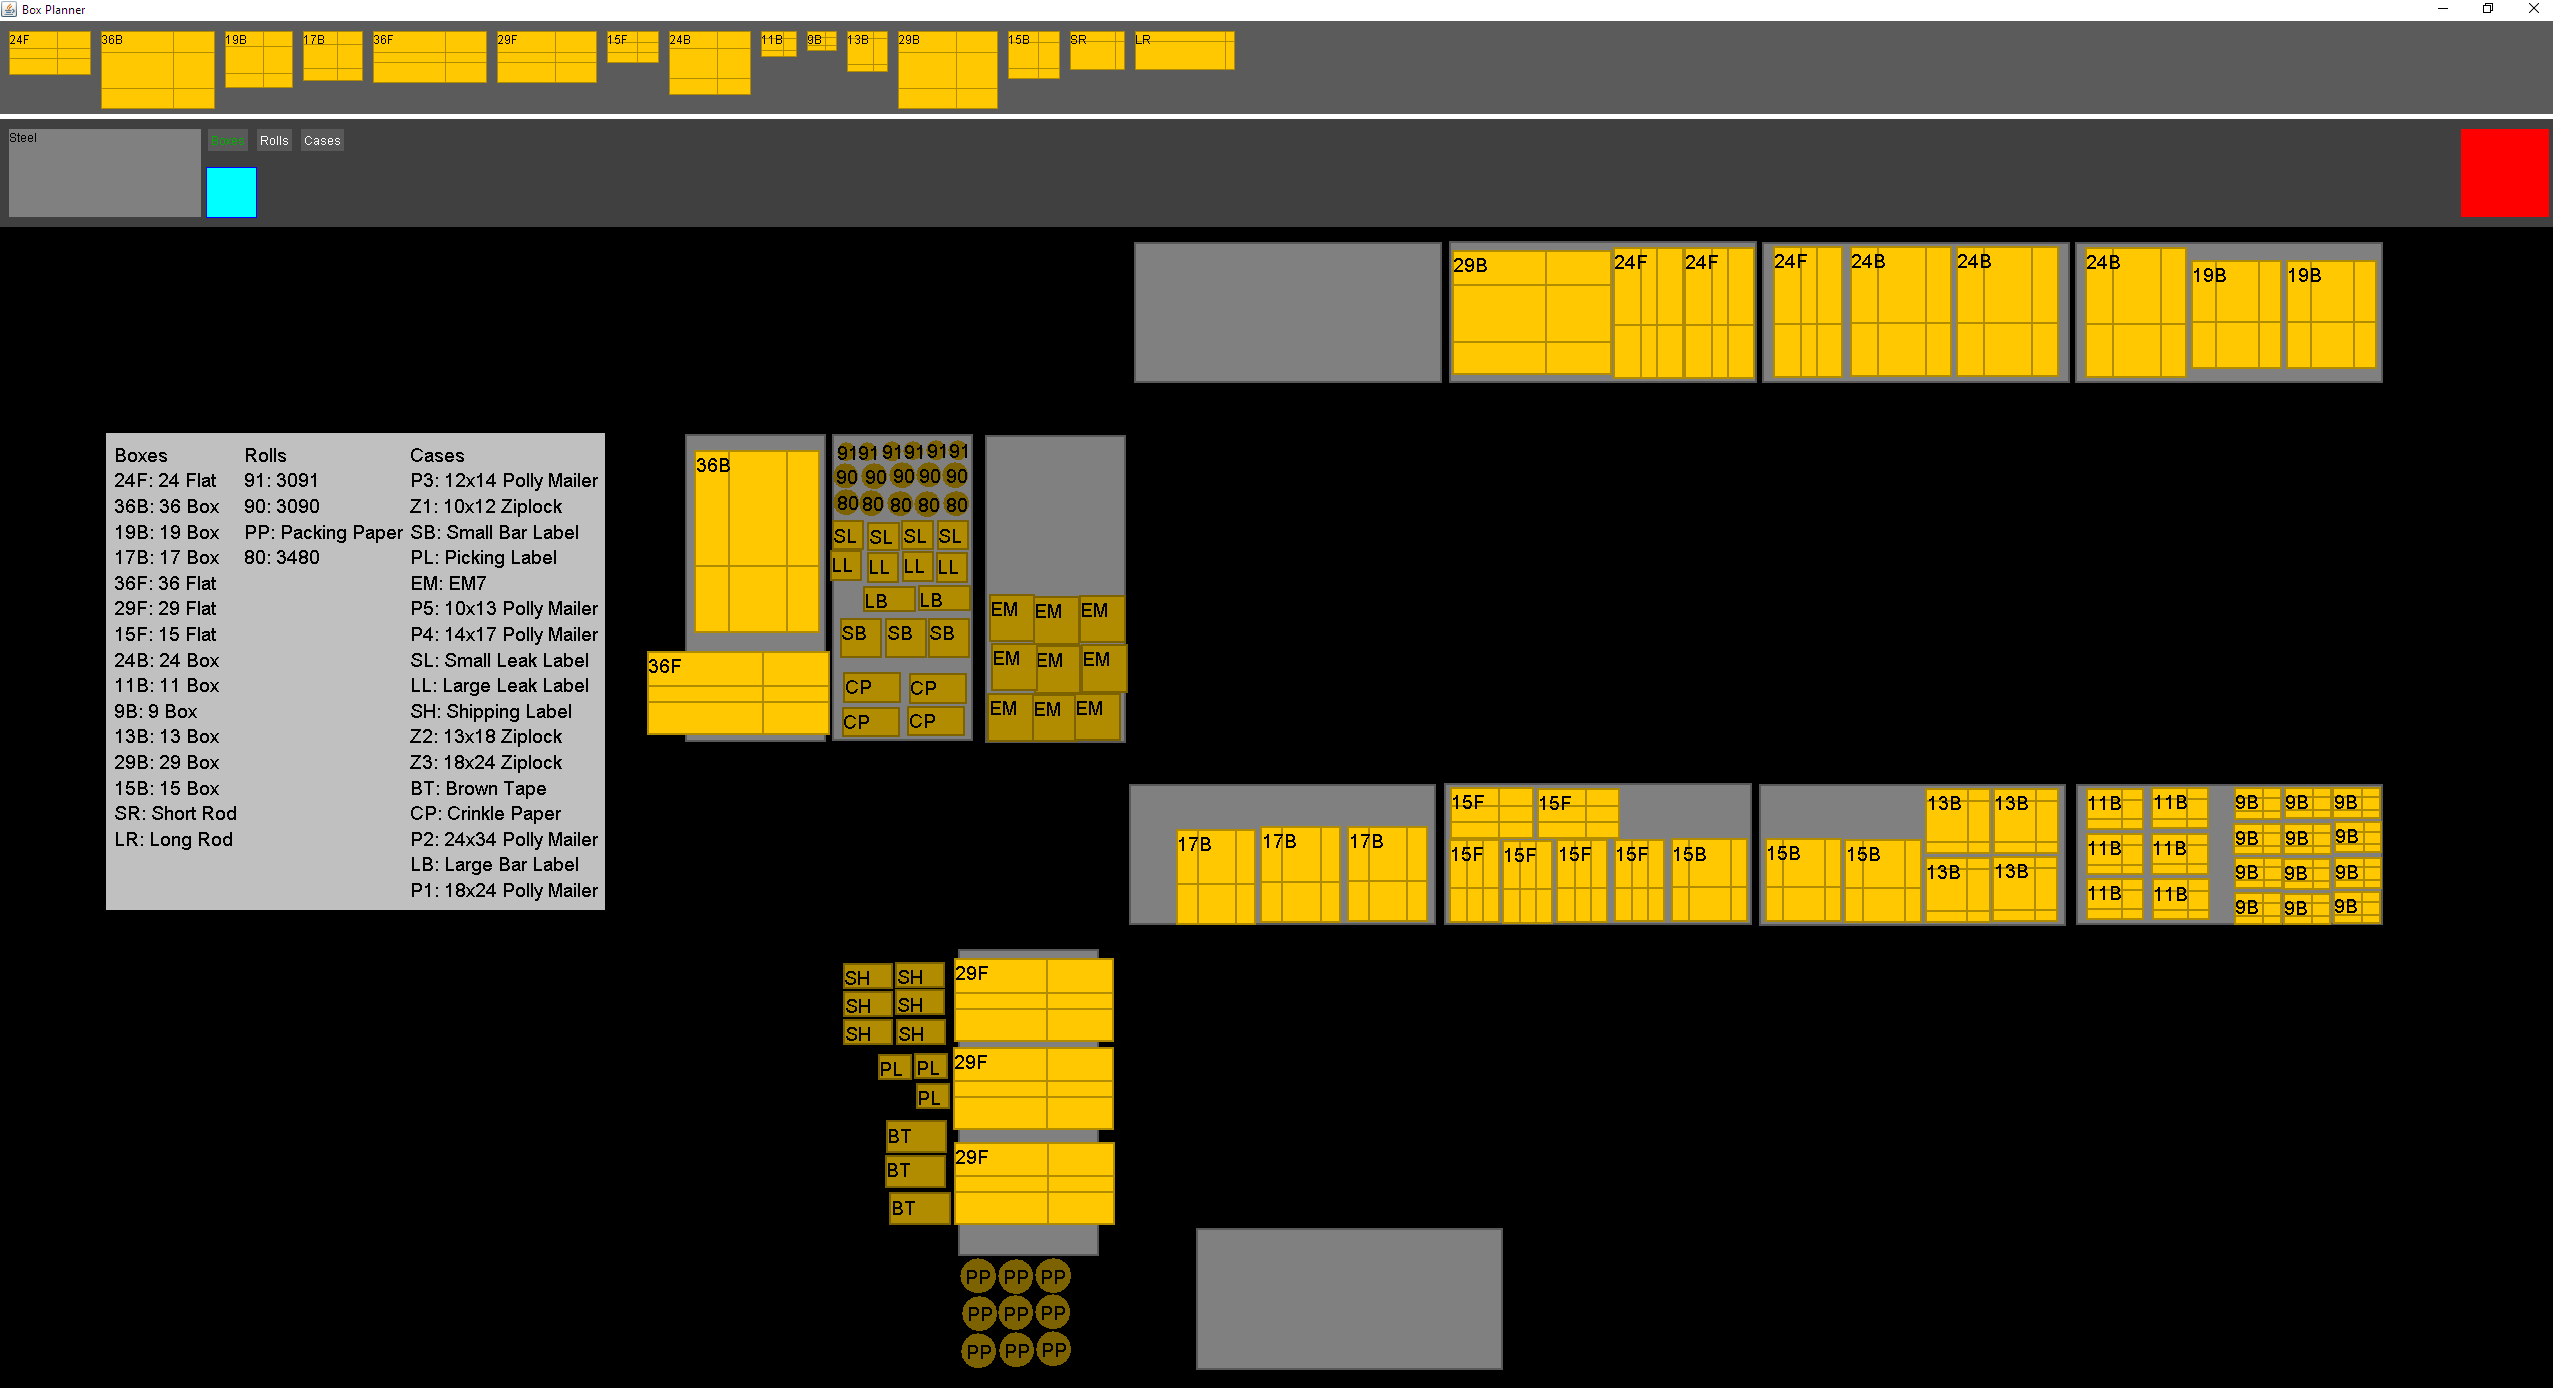 Box Planner
24F 36B 19B 17B 36F 29F 15F 24B 11B 9B 13B 29B 15B SR LR
Steel Boxes Rolls Cases
29B 24F 24F 24F 24B 24B 24B 19B 19B
Boxes Rolls Cases
24F: 24 Flat 91: 3091 P3: 12x14 Polly Mailer
36B: 36 Box 90: 3090 Z1: 10x12 Ziplock
19B: 19 Box PP: Packing Paper SB: Small Bar Label
17B: 17 Box 80: 3480 PL: Picking Label
36F: 36 Flat EM: EM7
29F: 29 Flat P5: 10x13 Polly Mailer
15F: 15 Flat P4: 14x17 Polly Mailer
24B: 24 Box SL: Small Leak Label
11B: 11 Box LL: Large Leak Label
9B: 9 Box SH: Shipping Label
13B: 13 Box Z2: 13x18 Ziplock
29B: 29 Box Z3: 18x24 Ziplock
15B: 15 Box BT: Brown Tape
SR: Short Rod CP: Crinkle Paper
LR: Long Rod P2: 24x34 Polly Mailer
LB: Large Bar Label
P1: 18x24 Polly Mailer
36B
36F
91 91 91 91 91 91
90 90 90 90 90
80 80 80 80 80
SL SL SL SL
LL LL LL LL
LB LB
SB SB SB
CP CP
CP CP
EM EM EM
EM EM EM
EM EM EM
17B 17B 17B
15F 15F
15F 15F 15F 15F 15B
13B 13B
15B 15B 13B 13B
11B 11B 9B 9B 9B
11B 11B 9B 9B 9B
11B 11B 9B 9B 9B
9B 9B 9B
SH SH 29F
SH SH
SH SH
PL PL 29F
PL
BT
BT 29F
BT
PP PP PP
PP PP PP
PP PP PP